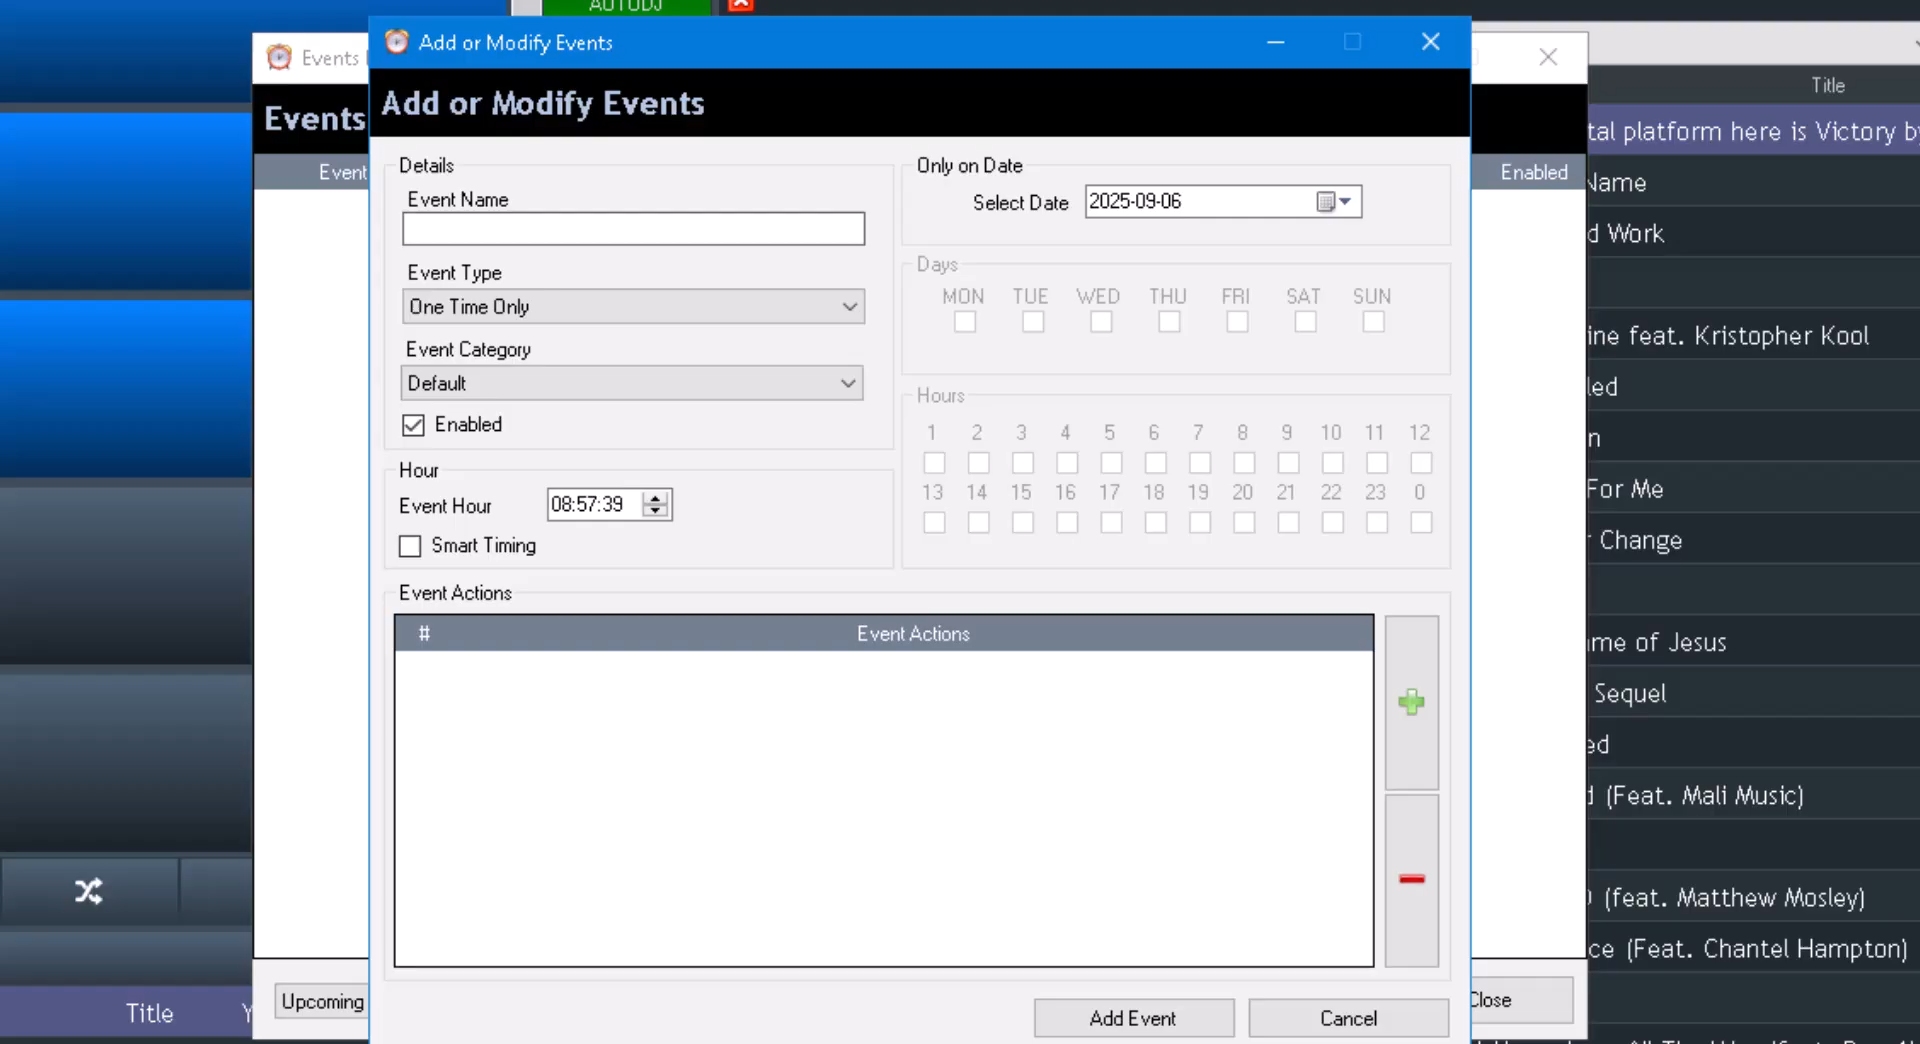 AUTODJ
Add or Modify Events
Events
Add or Modify Events
Events
Event
Enabled
Title
Details
Event Name
Event Type
One Time Only
Event Category
Default
Enabled
Hour
Event Hour 08:57:39
Smart Timing
Only on Date
Select Date 2025-09-06
Days
MON TUE WED THU FRI SAT SUN
Hours
1 2 3 4 5 6 7 8 9 10 11 12
13 14 15 16 17 18 19 20 21 22 23 0
Event Actions
# Event Actions
Add Event Cancel
Upcoming
Close
Title
tal platform here is Victory by
Name
d Work
ine feat. Kristopher Kool
led
n
For Me
r Change
me of Jesus
Sequel
ed
d (Feat. Mali Music)
(feat. Matthew Mosley)
ce (Feat. Chantel Hampton)